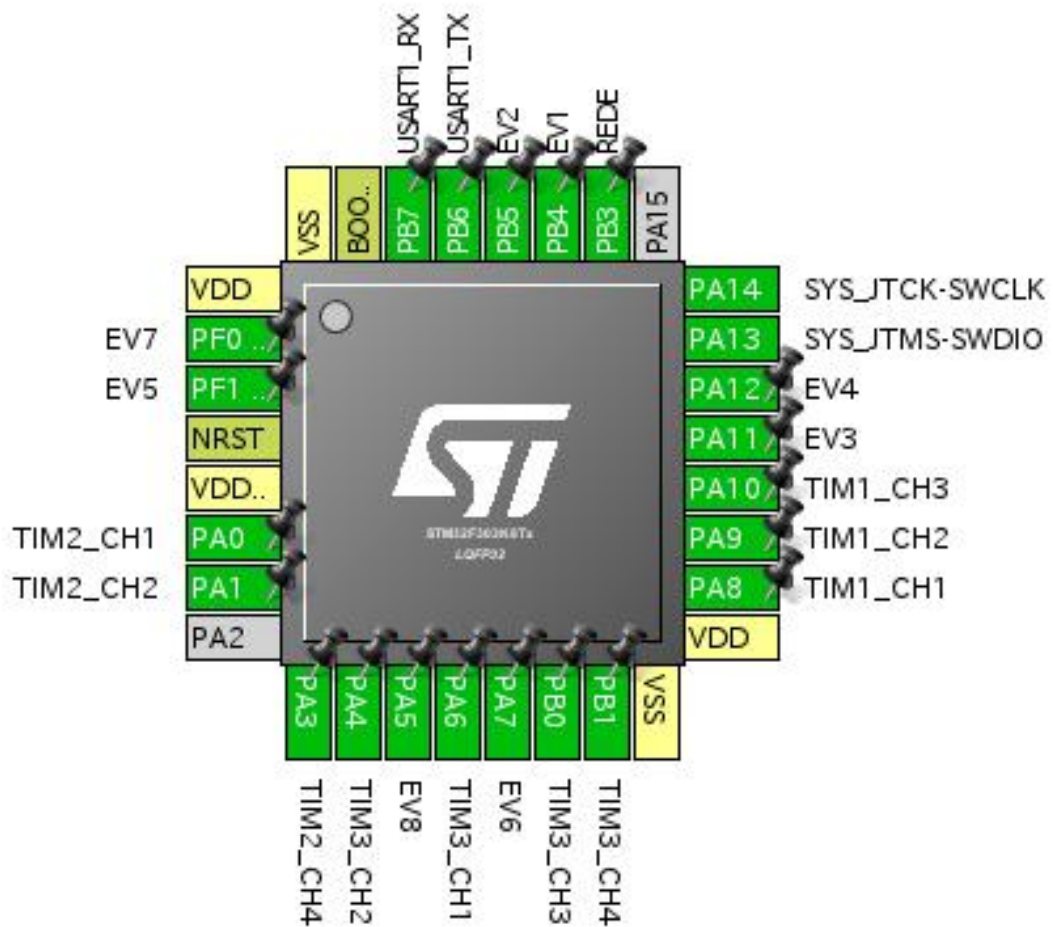 USART1_RX
USART1_TX
EV2
EV1
REDE
VSS
BOO..
PB7
PB6
PB5
PB4
PB3
PA15
VDD
EV7 PF0 ..
EV5 PF1 ..
NRST
VDD..
TIM2_CH1 PA0
TIM2_CH2 PA1
PA2
PA14 SYS_JTCK-SWCLK
PA13 SYS_JTMS-SWDIO
PA12 EV4
PA11 EV3
PA10 TIM1_CH3
PA9 TIM1_CH2
PA8 TIM1_CH1
VDD
ST
LQFP32
PA3
PA4
PA5
PA6
PA7
PB0
PB1
VSS
TIM2_CH4
TIM3_CH2
EV8
TIM3_CH1
EV6
TIM3_CH3
TIM3_CH4